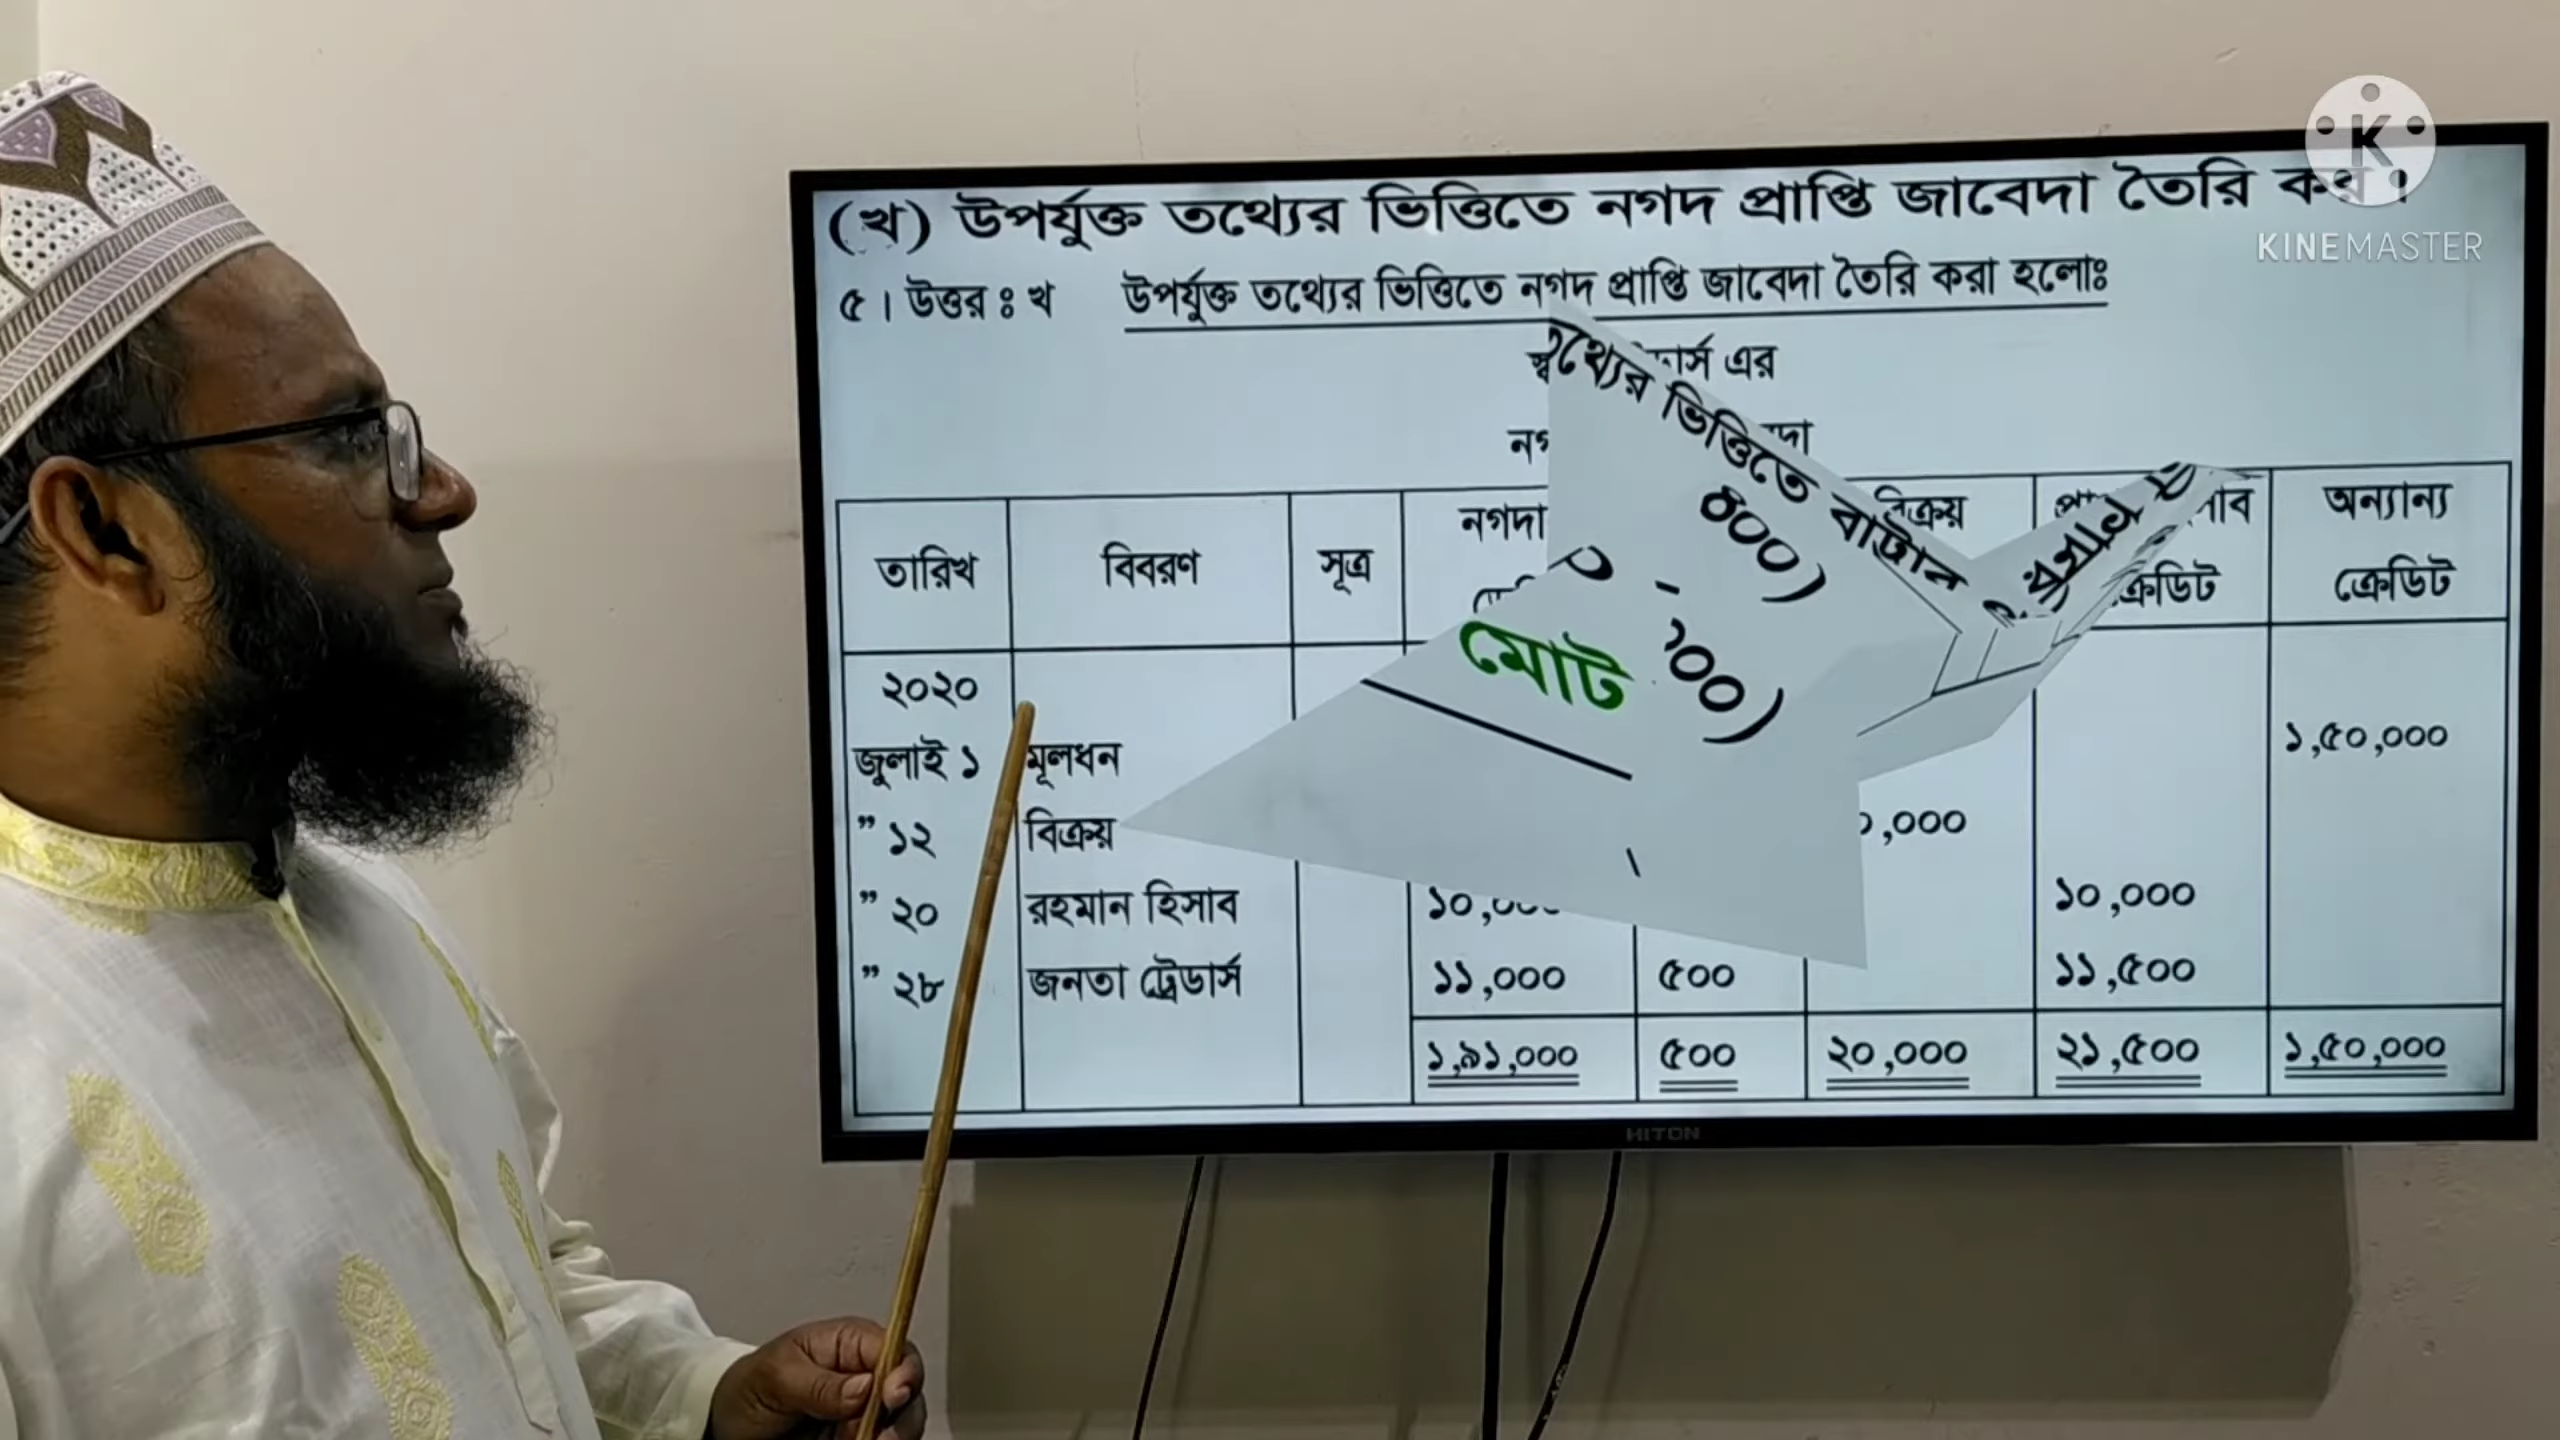 (খ) উপর্যুক্ত তথ্যের ভিত্তিতে নগদ প্রাপ্তি জাবেদা তৈরি কর।
KINEMASTER
৫। উত্তর ঃ খ উপর্যুক্ত তথ্যের ভিত্তিতে নগদ প্রাপ্তি জাবেদা তৈরি করা হলোঃ
এর
তথ্যের ভিত্তিতে বাট্টার
৪০০)
মোট
তারিখ বিবরণ সূত্র নগদা বিক্রয় অন্যান্য
ক্রেডিট ক্রেডিট
২০২০
জুলাই ১ মূলধন ১,৫০,০০০
” ১২ বিক্রয়
” ২০ রহমান হিসাব ১০,০০০
” ২৮ জনতা ট্রেডার্স ১১,০০০ ৫০০ ১১,৫০০
১,৯১,০০০ ৫০০ ২০,০০০ ২১,৫০০ ১,৫০,০০০
HITON